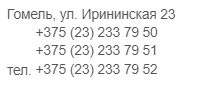 Гомель, ул. Ирининская 23
+375 (23) 233 79 50
+375 (23) 233 79 51
тел. +375 (23) 233 79 52